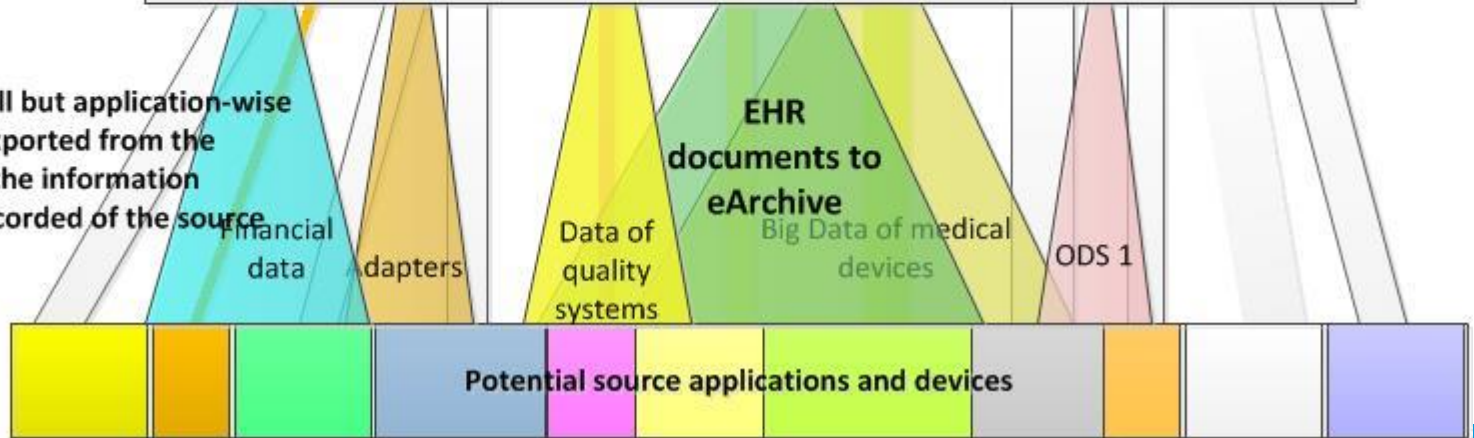 ll but application-wise
ported from the
he information
corded of the source
Financial
data
Adapters
Data of
quality
systems
EHR
documents to
eArchive
Big Data of medical
devices
ODS 1
Potential source applications and devices